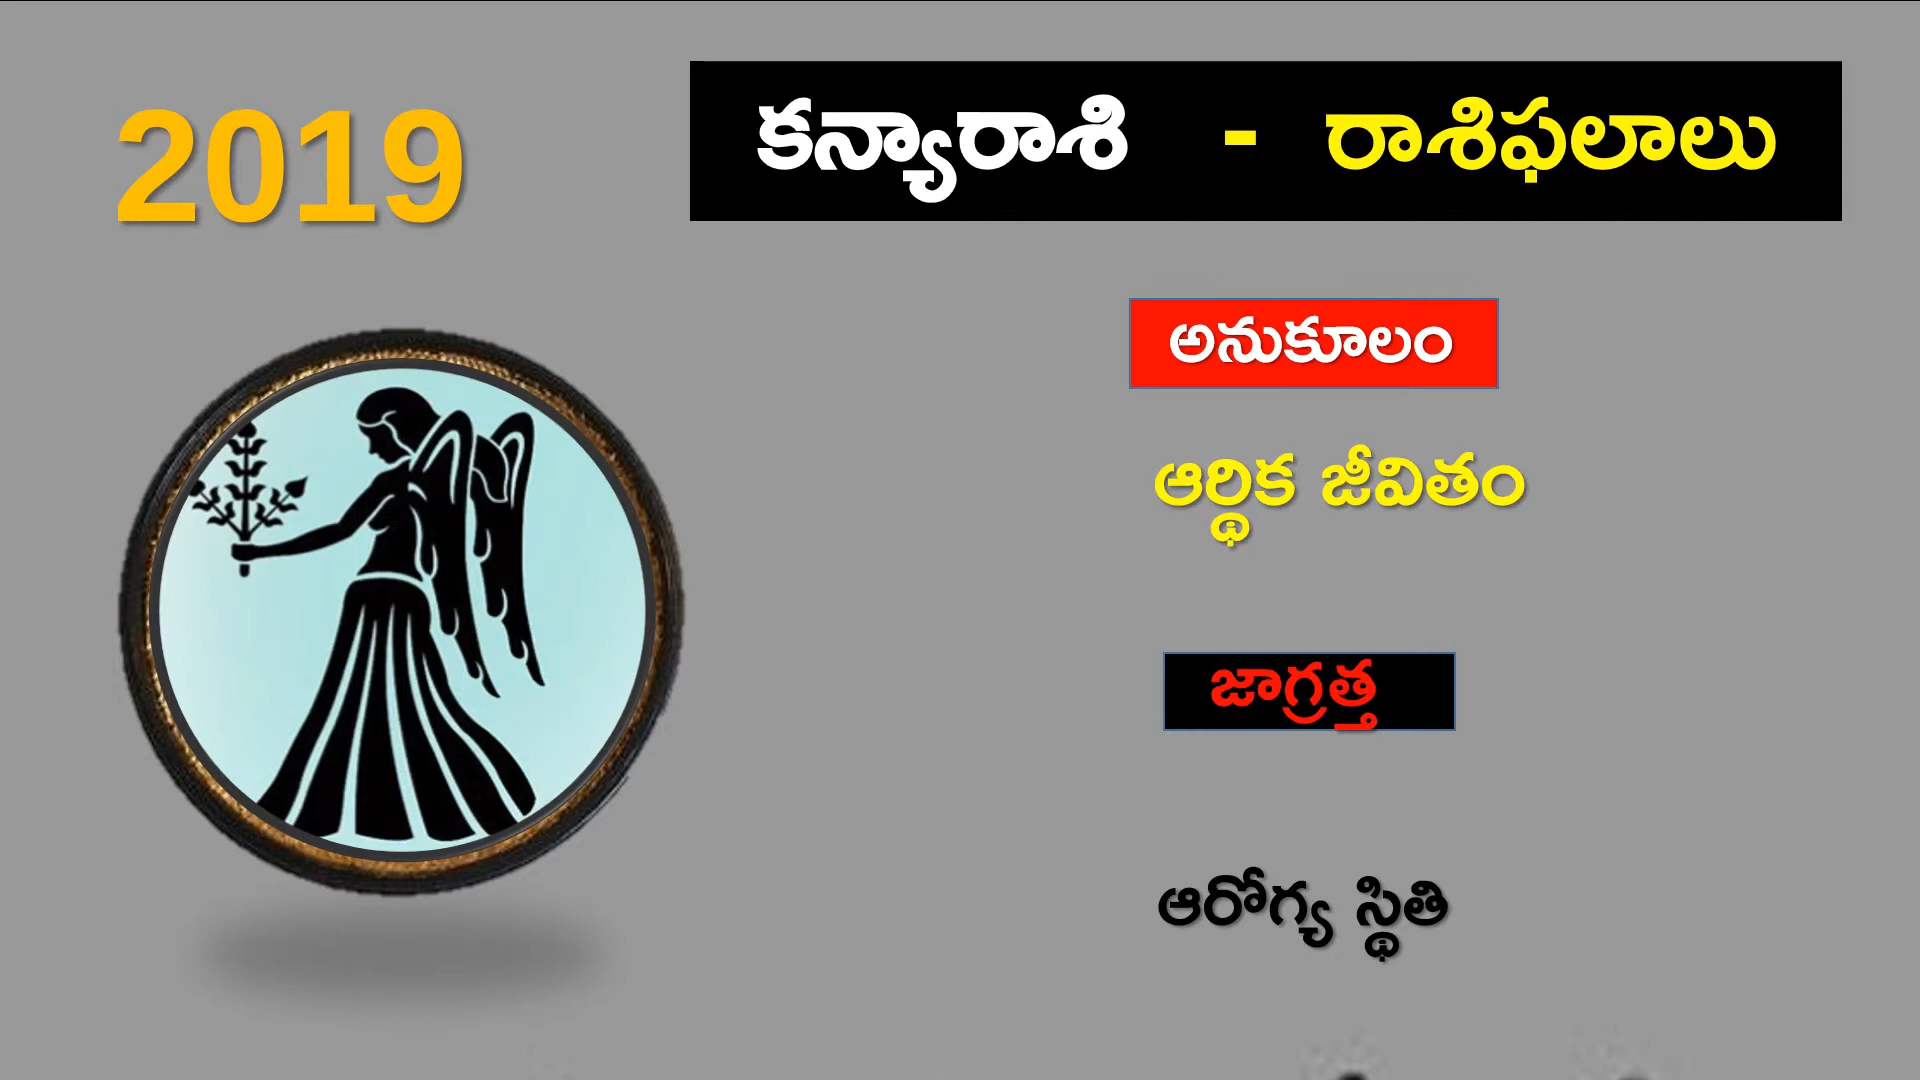 2019
కన్యారాశి - రాశిఫలాలు
అనుకూలం
ఆర్థిక జీవితం
జాగ్రత్త
ఆరోగ్య స్థితి